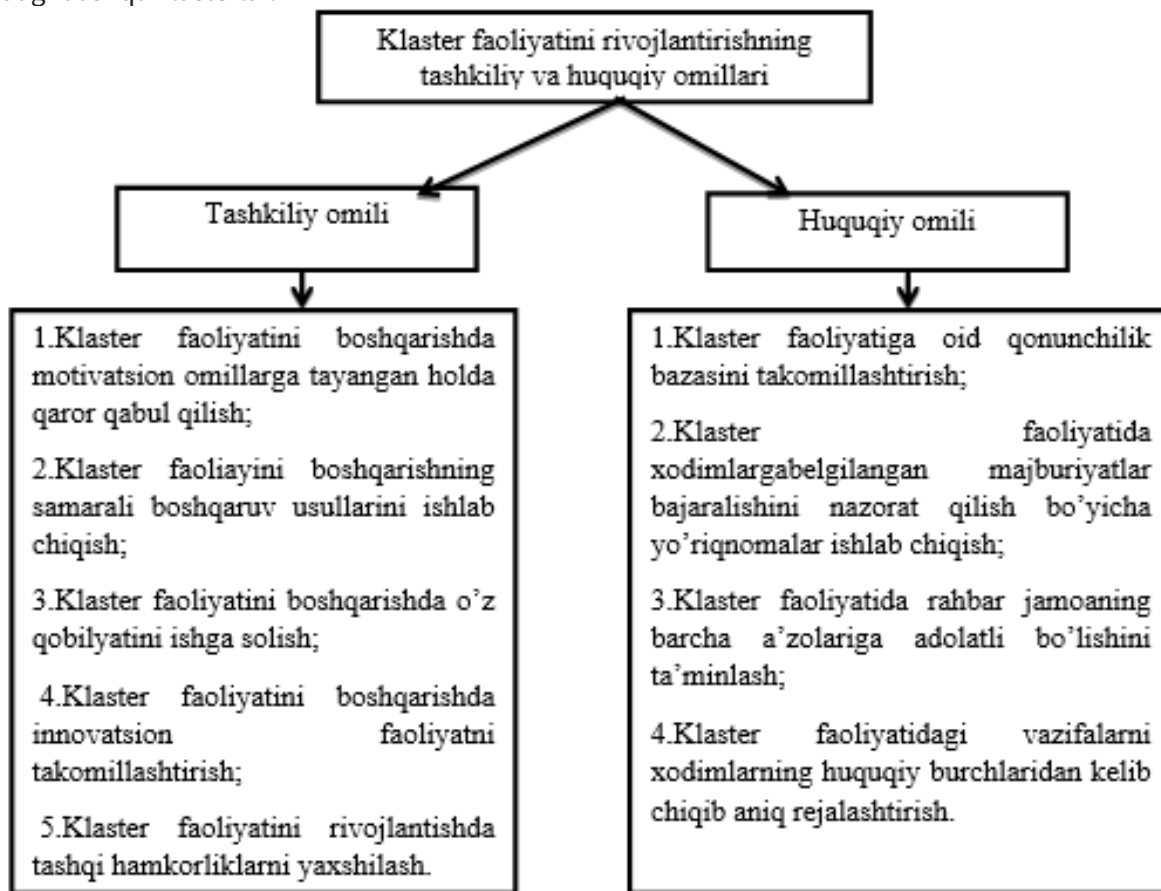 Klaster faoliyatini rivojlantirishning
tashkiliy va huquqiy omillari
Tashkiliy omili
Huquqiy omili
1.Klaster faoliyatini boshqarishda
motivatsion omillarga tayangan holda
qaror qabul qilish;
2.Klaster faoliayini boshqarishning
samarali boshqaruv usullarini ishlab
chiqish;
3.Klaster faoliyatini boshqarishda o’z
qobilyatini ishga solish;
4.Klaster faoliyatini boshqarishda
innovatsion faoliyatni
takomillashtirish;
5.Klaster faoliyatini rivojlantishda
tashqi hamkorliklarni yaxshilash.
1.Klaster faoliyatiga oid qonunchilik
bazasini takomillashtirish;
2.Klaster faoliyatida
xodimlargabelgilangan majburiyatlar
bajaralishini nazorat qilish bo’yicha
yo’riqnomalar ishlab chiqish;
3.Klaster faoliyatida rahbar jamoaning
barcha a’zolariga adolatli bo’lishini
ta’minlash;
4.Klaster faoliyatidagi vazifalarni
xodimlarning huquqiy burchlaridan kelib
chiqib aniq rejalashtirish.